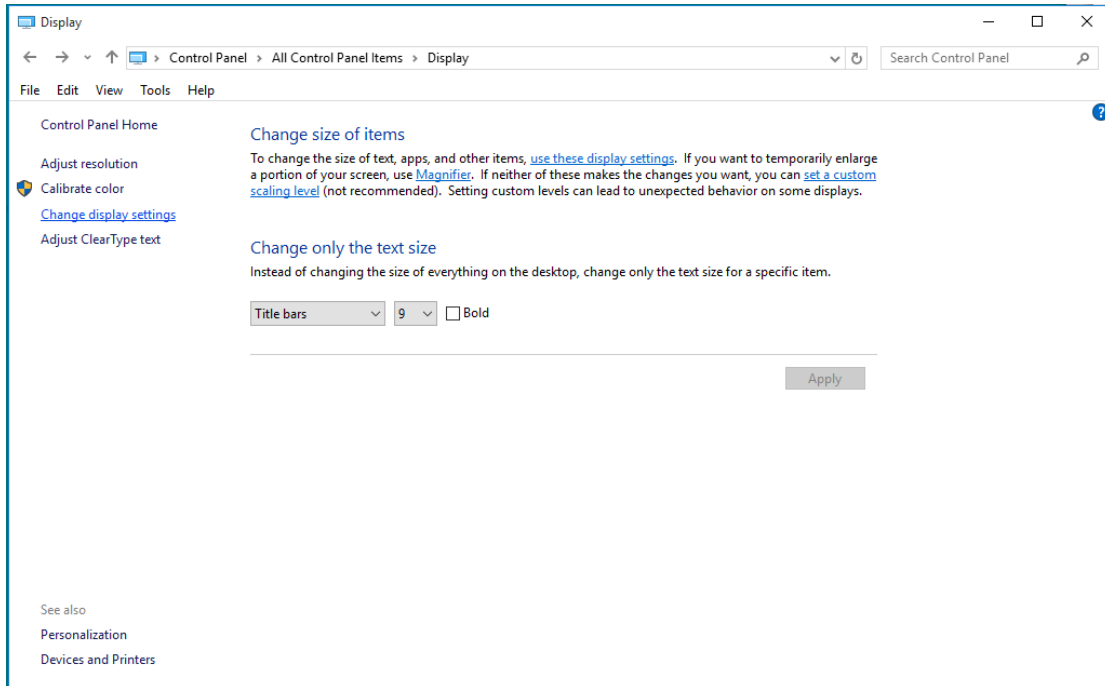 Display
Control Panel > All Control Panel Items > Display
Search Control Panel
File Edit View Tools Help
?
Control Panel Home
Adjust resolution
Calibrate color
Change display settings
Adjust ClearType text
Change size of items
To change the size of text, apps, and other items, use these display settings. If you want to temporarily enlarge
a portion of your screen, use Magnifier. If neither of these makes the changes you want, you can set a custom
scaling level (not recommended). Setting custom levels can lead to unexpected behavior on some displays.
Change only the text size
Instead of changing the size of everything on the desktop, change only the text size for a specific item.
Title bars 9 Bold
Apply
See also
Personalization
Devices and Printers